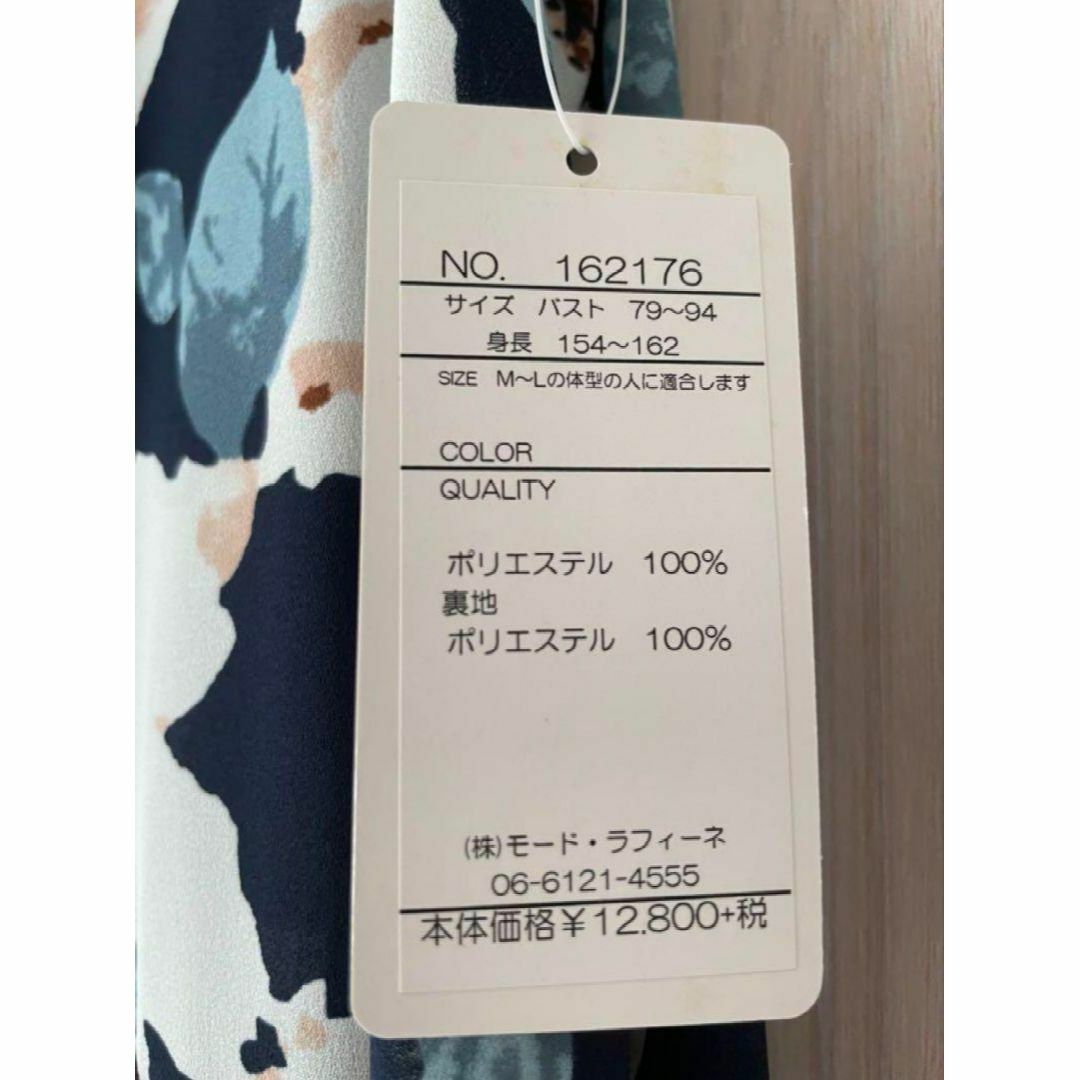 NO. 162176
サイズ バスト 79～94
身長 154～162
SIZE M～Lの体型の人に適合します
COLOR
QUALITY
ポリエステル 100%
裏地
ポリエステル 100%
(株)モード・ラフィーネ
06-6121-4555
本体価格￥12.800+税